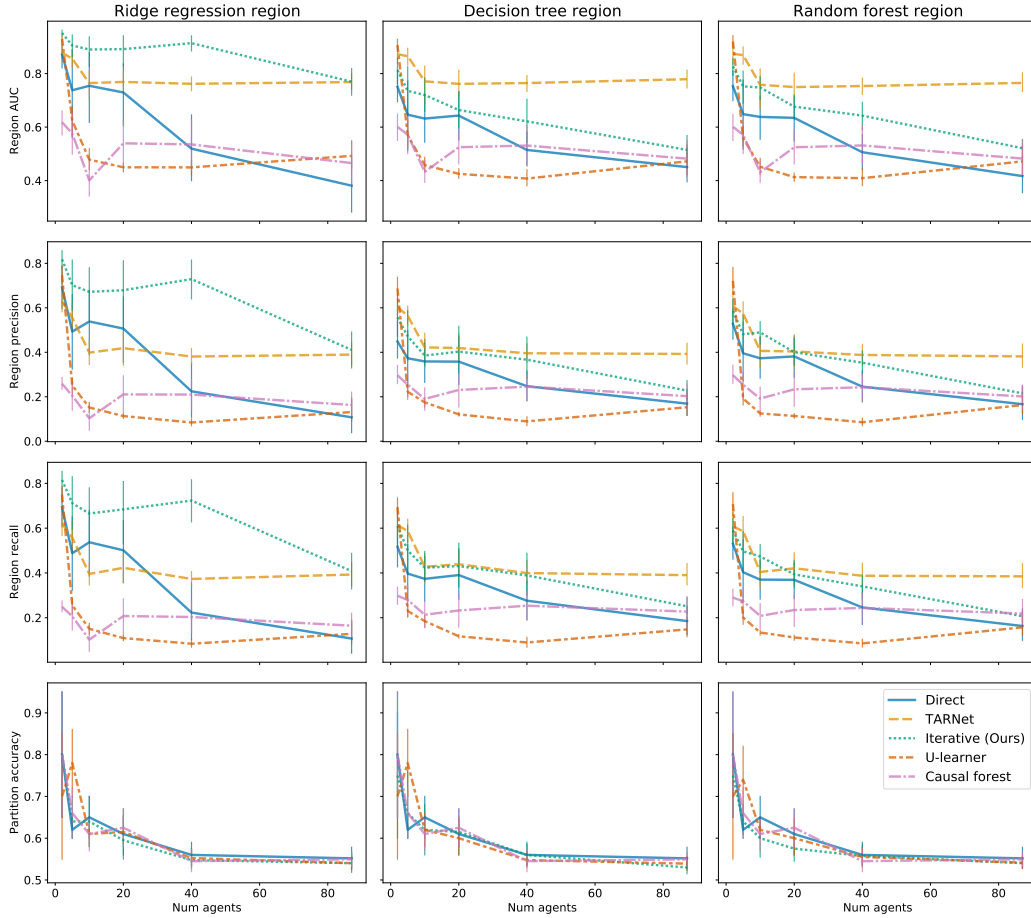 Ridge regression region
Decision tree region
Random forest region
Region AUC
0.8
0.6
0.4
Region precision
0.8
0.6
0.4
0.2
0.0
Region recall
0.8
0.6
0.4
0.2
Partition accuracy
0.9
0.8
0.7
0.6
0.5
Direct
TARNet
Iterative (Ours)
U-learner
Causal forest
0 20 40 60 80
0 20 40 60 80
0 20 40 60 80
Num agents
Num agents
Num agents